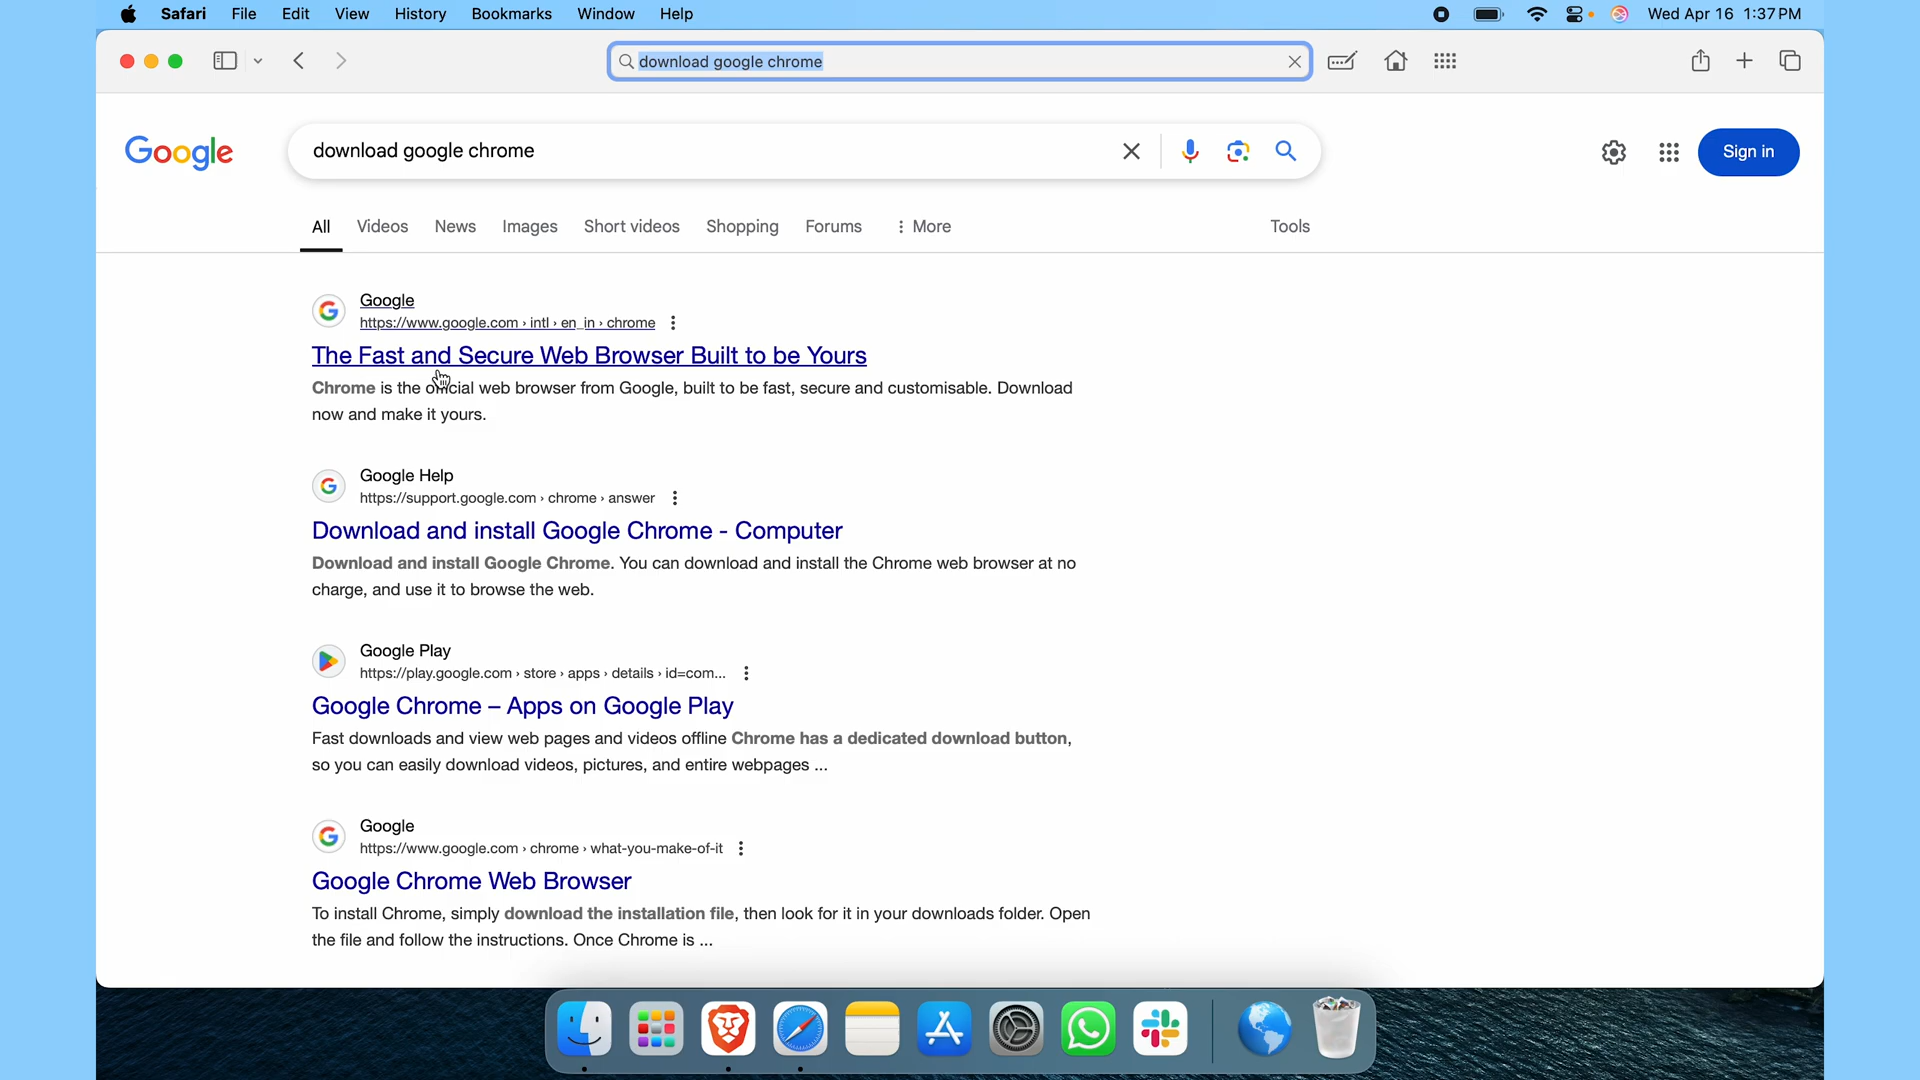 Safari File Edit View History Bookmarks Window Help Wed Apr 16 1:37 PM
download google chrome
Google download google chrome Sign in
All Videos News Images Short videos Shopping Forums More Tools
Google
https://www.google.com › intl › en_in › chrome
The Fast and Secure Web Browser Built to be Yours
Chrome is the official web browser from Google, built to be fast, secure and customisable. Download
now and make it yours.
Google Help
https://support.google.com › chrome › answer
Download and install Google Chrome - Computer
Download and install Google Chrome. You can download and install the Chrome web browser at no
charge, and use it to browse the web.
Google Play
https://play.google.com › store › apps › details › id=com...
Google Chrome – Apps on Google Play
Fast downloads and view web pages and videos offline Chrome has a dedicated download button,
so you can easily download videos, pictures, and entire webpages ...
Google
https://www.google.com › chrome › what-you-make-of-it
Google Chrome Web Browser
To install Chrome, simply download the installation file, then look for it in your downloads folder. Open
the file and follow the instructions. Once Chrome is ...